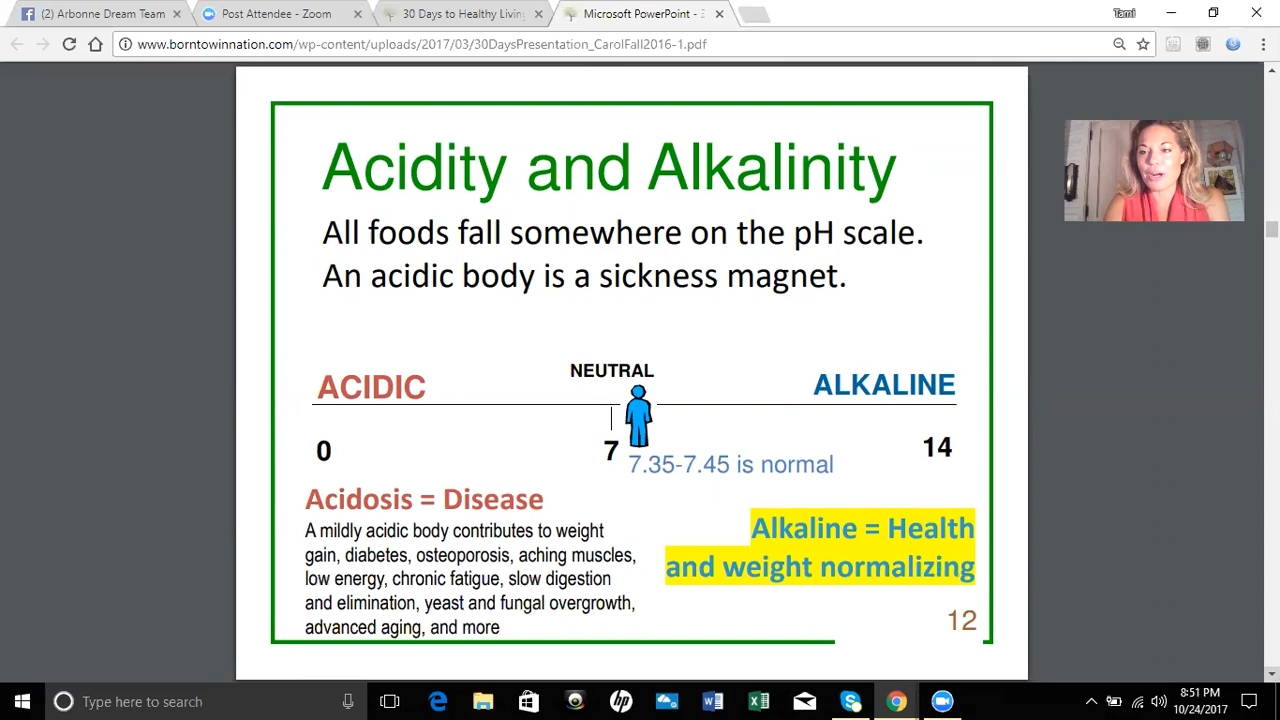 (2) Arbonne Dream Team
Post Attendee - Zoom
30 Days to Healthy Living
Microsoft PowerPoint - 
Tami
www.borntowinnation.com/wp-content/uploads/2017/03/30DaysPresentation_CarolFall2016-1.pdf
Acidity and Alkalinity
All foods fall somewhere on the pH scale.
An acidic body is a sickness magnet.
NEUTRAL
ACIDIC
ALKALINE
0
7
14
7.35-7.45 is normal
Acidosis = Disease
A mildly acidic body contributes to weight
gain, diabetes, osteoporosis, aching muscles,
low energy, chronic fatigue, slow digestion
and elimination, yeast and fungal overgrowth,
advanced aging, and more
Alkaline = Health
and weight normalizing
12
Type here to search
8:51 PM
10/24/2017